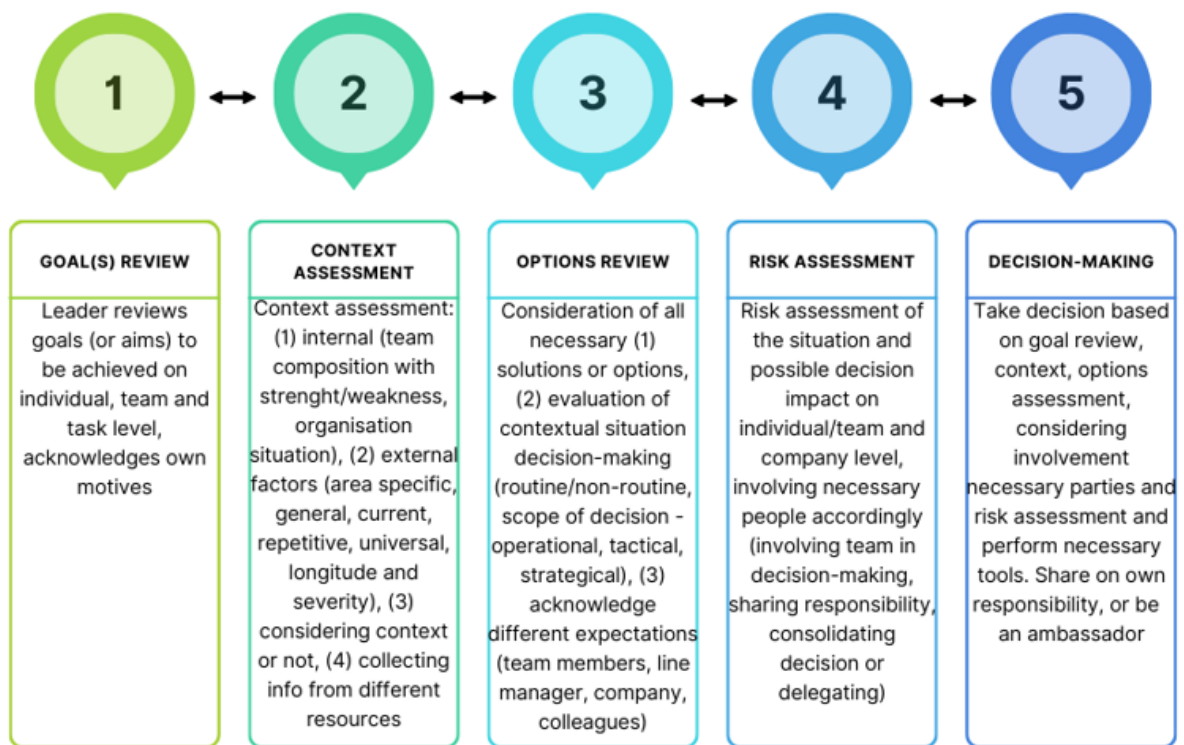 1
2
3
4
5
GOAL(S) REVIEW
Leader reviews
goals (or aims) to
be achieved on
individual, team and
task level,
acknowledges own
motives
CONTEXT
ASSESSMENT
Context assessment:
(1) internal (team
composition with
strenght/weakness,
organisation
situation), (2) external
factors (area specific,
general, current,
repetitive, universal,
longitude and
severity), (3)
considering context
or not, (4) collecting
info from different
resources
OPTIONS REVIEW
Consideration of all
necessary (1)
solutions or options,
(2) evaluation of
contextual situation
decision-making
(routine/non-routine,
scope of decision -
operational, tactical,
strategical), (3)
acknowledge
different expectations
(team members, line
manager, company,
colleagues)
RISK ASSESSMENT
Risk assessment of
the situation and
possible decision
impact on
individual/team and
company level,
involving necessary
people accordingly
(involving team in
decision-making,
sharing responsibility,
consolidating
decision or
delegating)
DECISION-MAKING
Take decision based
on goal review,
context, options
assessment,
considering
involvement
necessary parties and
risk assessment and
perform necessary
tools. Share on own
responsibility, or be
an ambassador